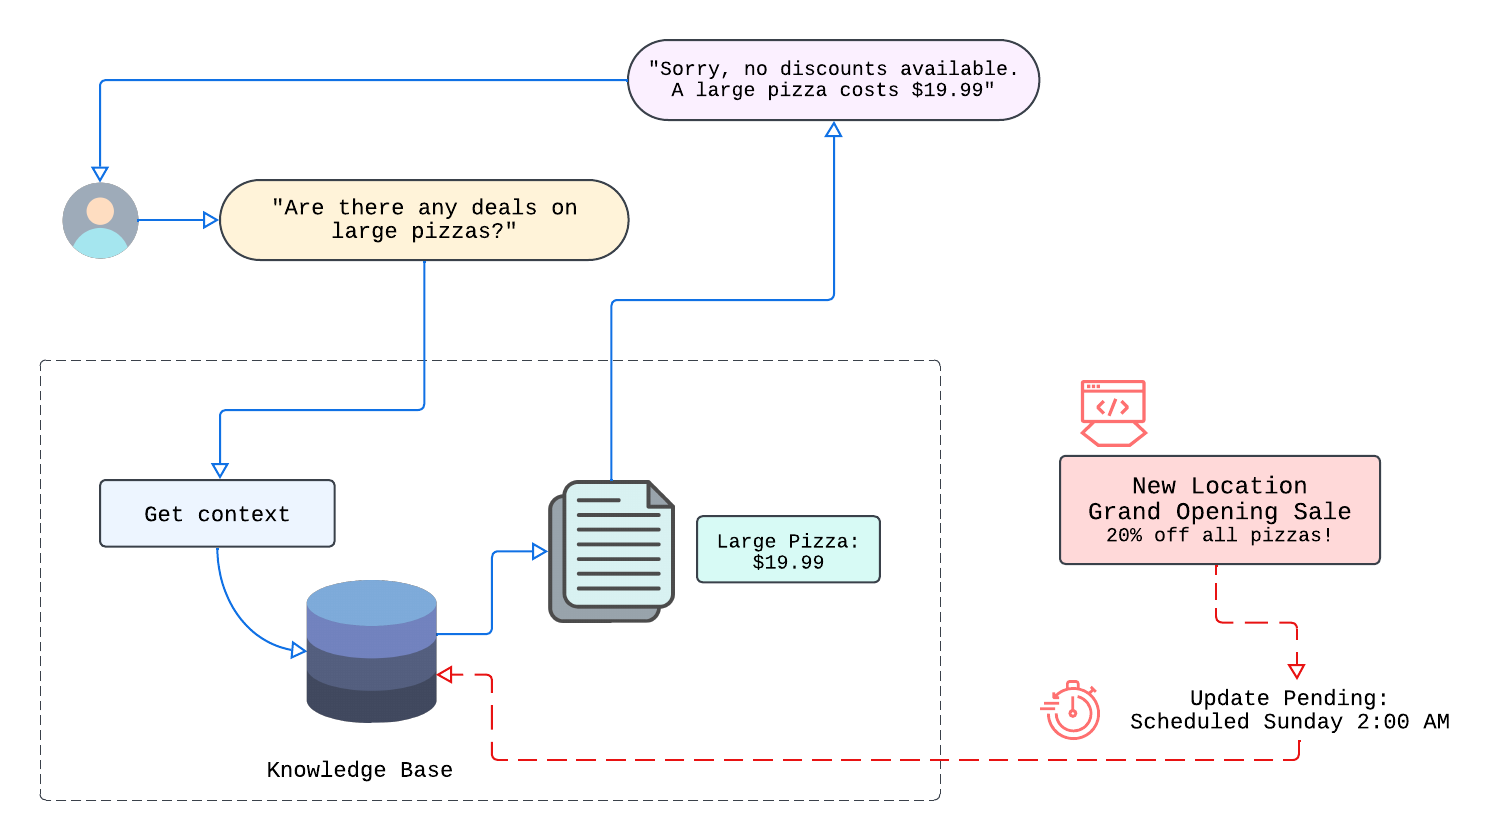 "Sorry, no discounts available.
A large pizza costs $19.99"
"Are there any deals on
large pizzas?"
Get context
Large Pizza:
$19.99
Knowledge Base
</>
New Location
Grand Opening Sale
20% off all pizzas!
Update Pending:
Scheduled Sunday 2:00 AM